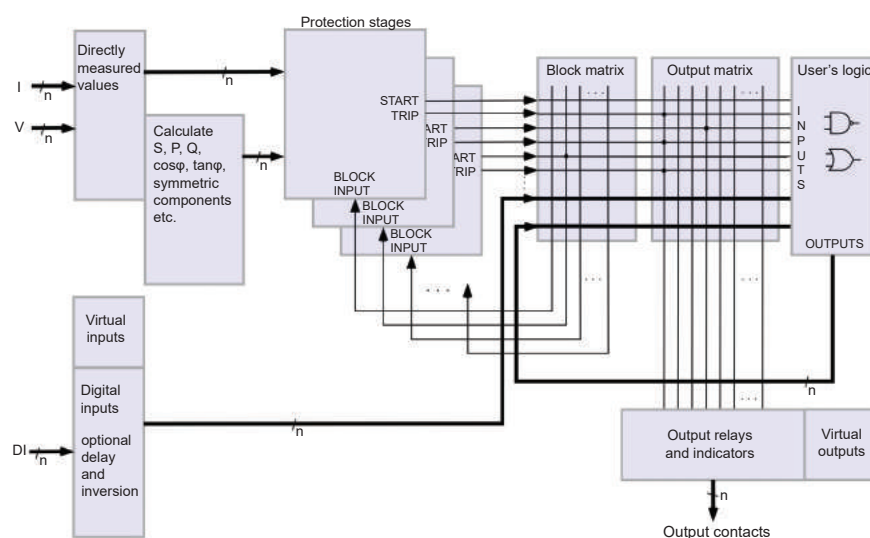 Protection stages
Directly
measured
values
n
I
n
V
n
Calculate
S, P, Q,
cosφ, tanφ,
symmetric
components
etc.
n
START
TRIP
ART
RIP
ART
TRIP
BLOCK
INPUT
BLOCK
INPUT
BLOCK
INPUT
Block matrix
Output matrix
User's logic
I
N
P
U
T
S
OUTPUTS
n
Virtual
inputs
Digital
inputs
optional
delay
and
inversion
DI
n
n
Output relays
and indicators
Virtual
outputs
n
Output contacts